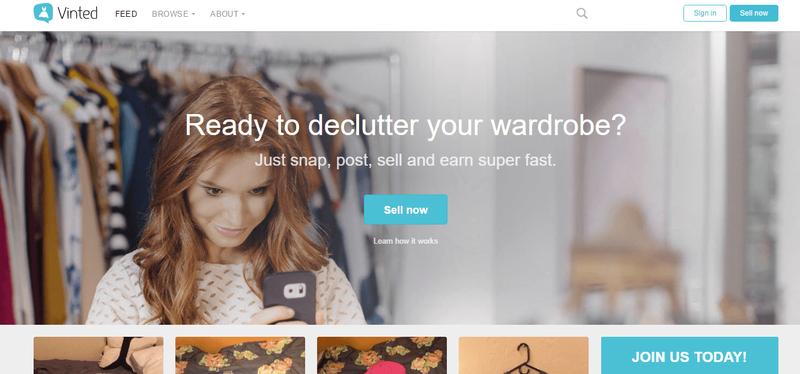 Vinted
FEED
BROWSE
ABOUT
Sign in
Sell now
Ready to declutter your wardrobe?
Just snap, post, sell and earn super fast.
Sell now
Learn how it works
JOIN US TODAY!